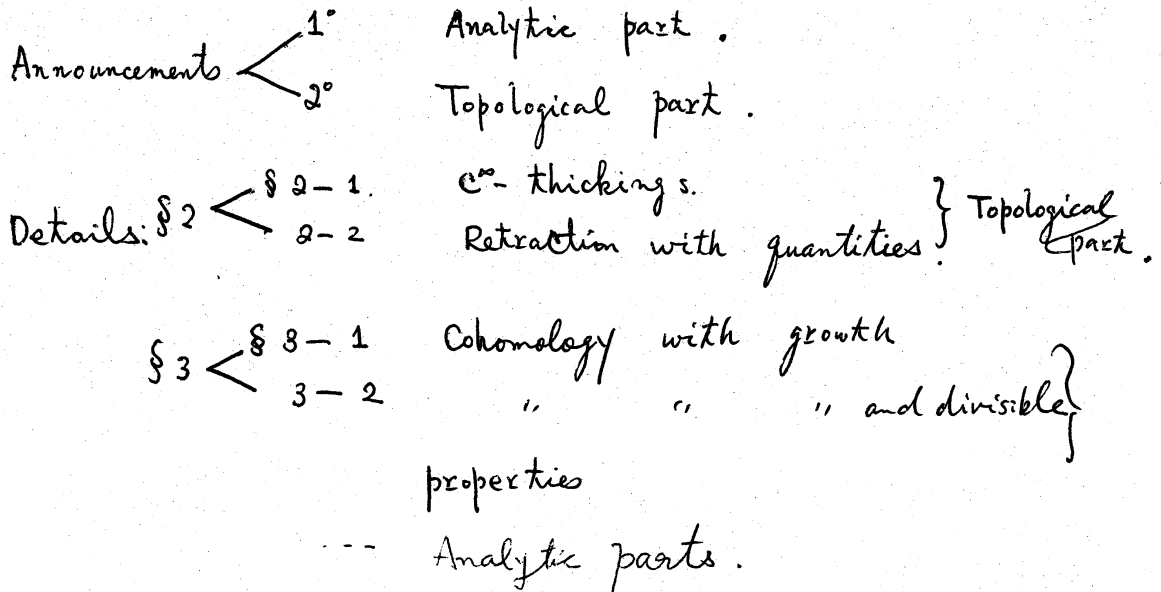 Announcements < 1° Analytic part.
2° Topological part.
Details: § 2 < § 2-1. C^∞- thickings.
2-2 Retraction with quantities. } Topological part.
§ 3 < § 3-1 Cohomology with growth
3-2 " " " and divisible }
properties
--- Analytic parts.